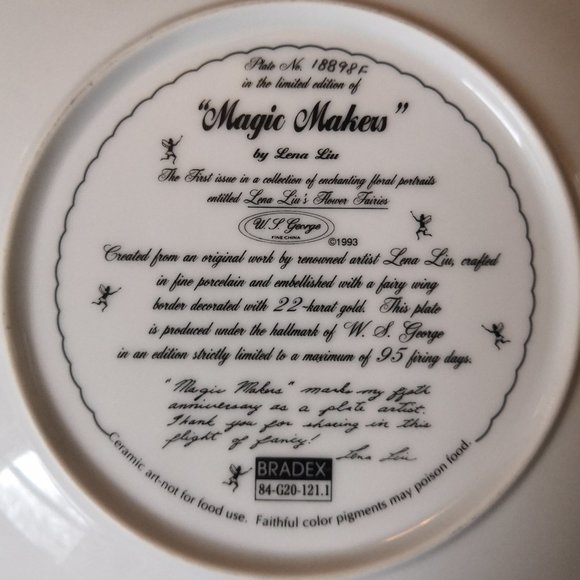 Plate No. 18898F
in the limited edition of
"Magic Makers"
by Lena Liu
The First issue in a collection of enchanting floral portraits
entitled Lena Liu's Flower Fairies
W. S. George
FINE CHINA
©1993
Created from an original work by renowned artist Lena Liu, crafted
in fine porcelain and embellished with a fairy wing
border decorated with 22-karat gold. This plate
is produced under the hallmark of W. S. George
in an edition strictly limited to a maximum of 95 firing days.
"Magic Makers" marks my fifth
anniversary as a plate artist.
Thank you for sharing in this
flight of fancy!
Lena Liu
BRADEX
84-G20-121.1
Ceramic art-not for food use. Faithful color pigments may poison food.